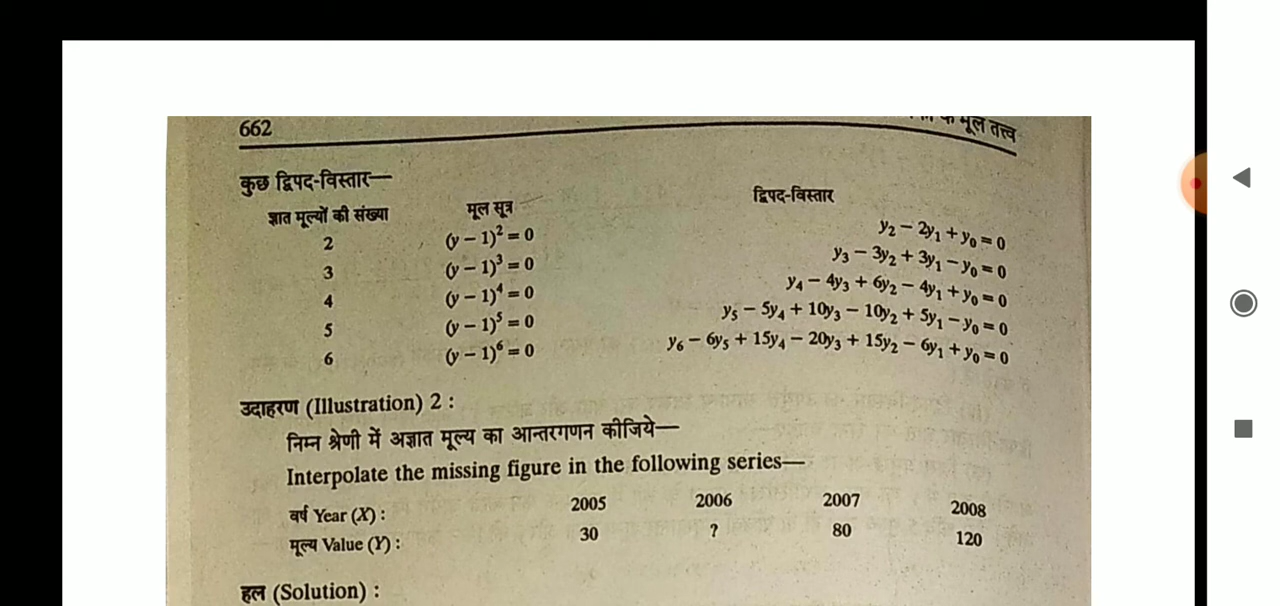 662
के मूल तत्त्व
कुछ द्विपद-विस्तार—
ज्ञात मूल्यों की संख्या मूल सूत्र द्विपद-विस्तार
2 (y – 1)² = 0 y₂ – 2y₁ + y₀ = 0
3 (y – 1)³ = 0 y₃ – 3y₂ + 3y₁ – y₀ = 0
4 (y – 1)⁴ = 0 y₄ – 4y₃ + 6y₂ – 4y₁ + y₀ = 0
5 (y – 1)⁵ = 0 y₅ – 5y₄ + 10y₃ – 10y₂ + 5y₁ – y₀ = 0
6 (y – 1)⁶ = 0 y₆ – 6y₅ + 15y₄ – 20y₃ + 15y₂ – 6y₁ + y₀ = 0
उदाहरण (Illustration) 2 :
निम्न श्रेणी में अज्ञात मूल्य का आन्तरगणन कीजिये—
Interpolate the missing figure in the following series—
वर्ष Year (X) : 2005 2006 2007 2008
मूल्य Value (Y) : 30 ? 80 120
हल (Solution) :